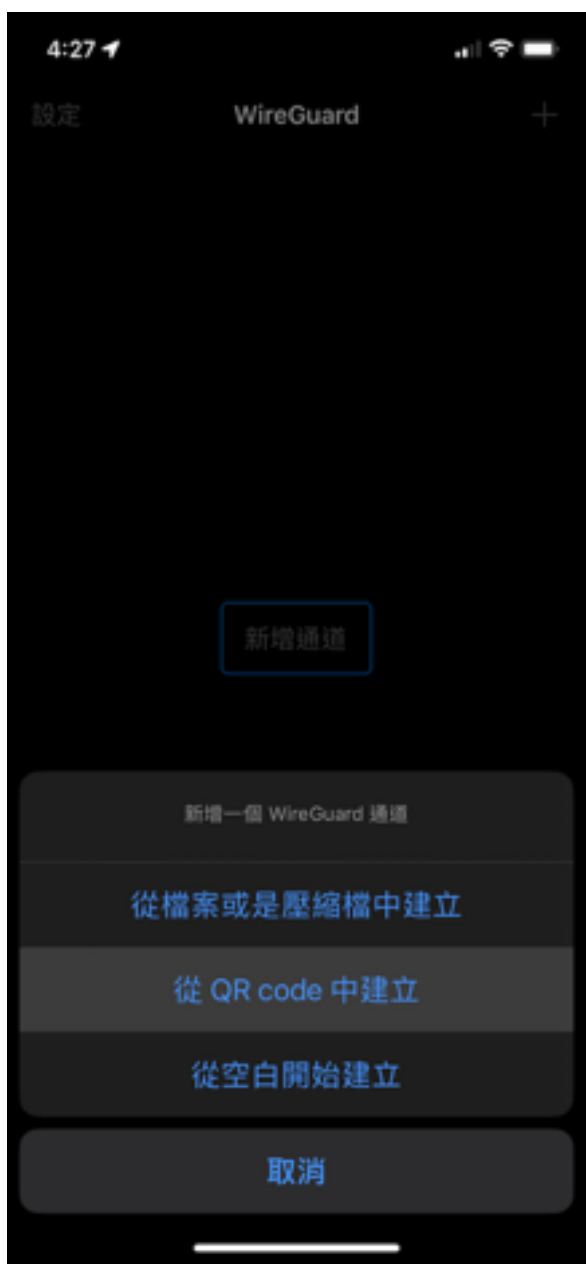 4:27
設定 WireGuard +
新增通道
新增一個 WireGuard 通道
從檔案或是壓縮檔中建立
從 QR code 中建立
從空白開始建立
取消